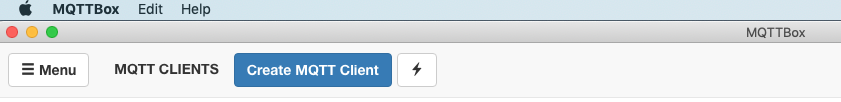 MQTTBox Edit Help
MQTTBox
Menu MQTT CLIENTS Create MQTT Client